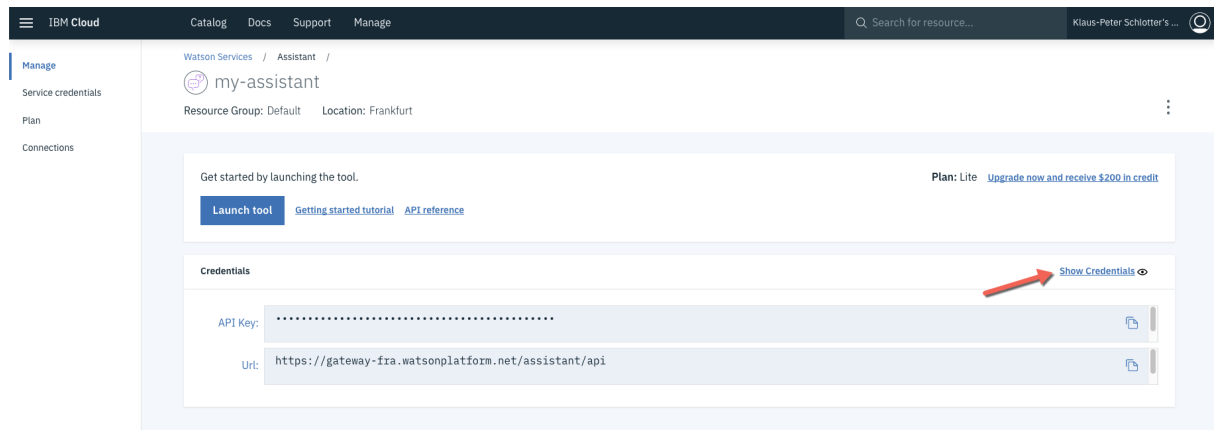 IBM Cloud Catalog Docs Support Manage Search for resource... Klaus-Peter Schlotter's ...
Manage
Service credentials
Plan
Connections
Watson Services / Assistant /
my-assistant
Resource Group: Default Location: Frankfurt
Get started by launching the tool. Plan: Lite Upgrade now and receive $200 in credit
Launch tool Getting started tutorial API reference
Credentials Show Credentials
API Key: ············································
Url: https://gateway-fra.watsonplatform.net/assistant/api